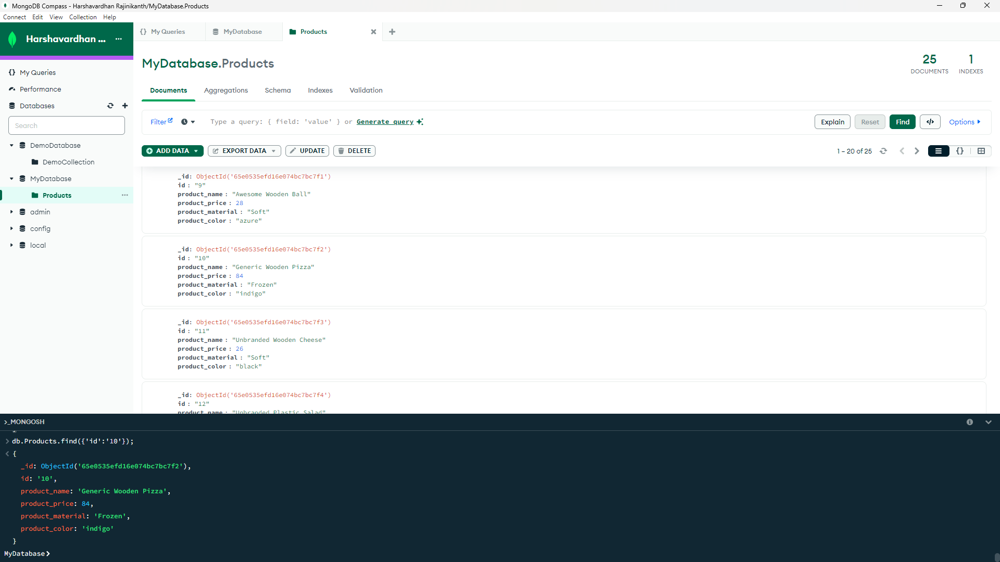 MongoDB Compass - Harshavardhan Rajinikanth/MyDatabase.Products
Connect Edit View Collection Help
Harshavardhan ...
My Queries
MyDatabase
Products
My Queries
Performance
Databases
Search
DemoDatabase
DemoCollection
MyDatabase
Products
admin
config
local
MyDatabase.Products
25
DOCUMENTS
1
INDEXES
Documents Aggregations Schema Indexes Validation
Filter
Type a query: { field: 'value' } or Generate query
Explain Reset Find </> Options
ADD DATA EXPORT DATA UPDATE DELETE
1 – 20 of 25
_id: ObjectId('65e0535efd16e074bc7bc7f1')
id : "9"
product_name : "Awesome Wooden Ball"
product_price : 28
product_material : "Soft"
product_color : "azure"
_id: ObjectId('65e0535efd16e074bc7bc7f2')
id : "10"
product_name : "Generic Wooden Pizza"
product_price : 84
product_material : "Frozen"
product_color : "indigo"
_id: ObjectId('65e0535efd16e074bc7bc7f3')
id : "11"
product_name : "Unbranded Wooden Cheese"
product_price : 26
product_material : "Soft"
product_color : "black"
_id: ObjectId('65e0535efd16e074bc7bc7f4')
id : "12"
product_name : "Unbranded Plastic Salad"
>_MONGOSH
> db.Products.find({'id':'10'});
< {
_id: ObjectId('65e0535efd16e074bc7bc7f2'),
id: '10',
product_name: 'Generic Wooden Pizza',
product_price: 84,
product_material: 'Frozen',
product_color: 'indigo'
}
MyDatabase>